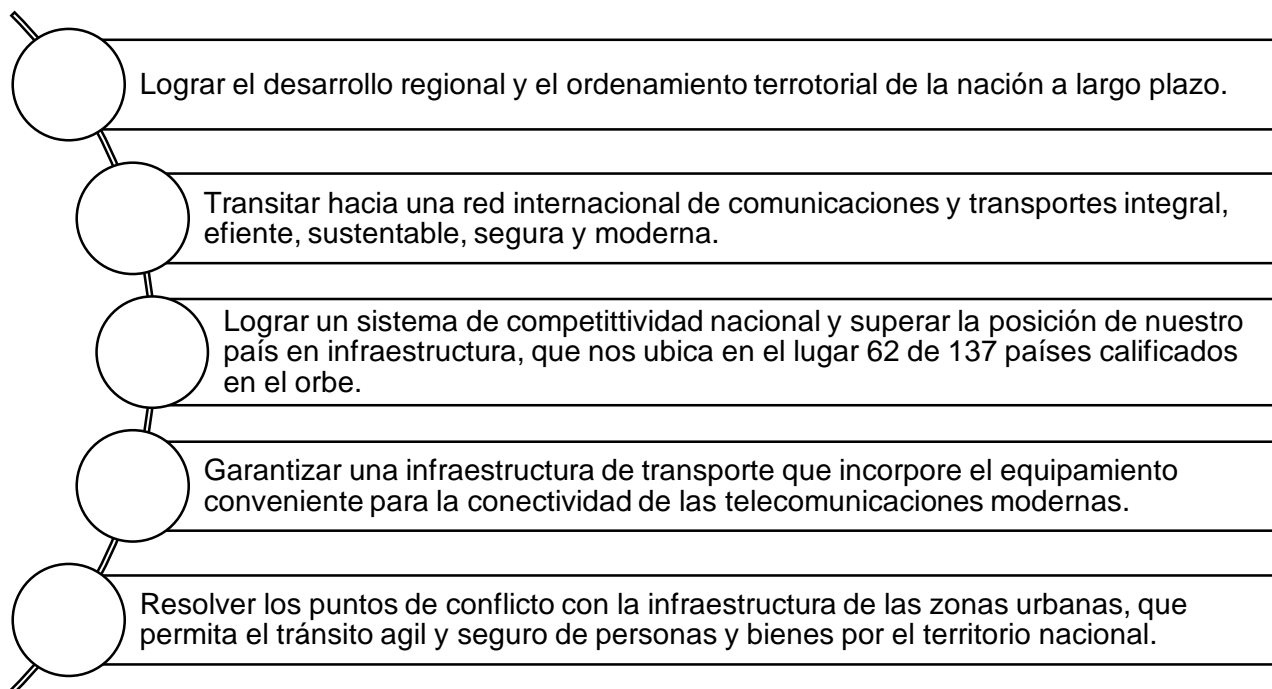 Lograr el desarrollo regional y el ordenamiento terrotorial de la nación a largo plazo.
Transitar hacia una red internacional de comunicaciones y transportes integral,
efiente, sustentable, segura y moderna.
Lograr un sistema de competittividad nacional y superar la posición de nuestro
país en infraestructura, que nos ubica en el lugar 62 de 137 países calificados
en el orbe.
Garantizar una infraestructura de transporte que incorpore el equipamiento
conveniente para la conectividad de las telecomunicaciones modernas.
Resolver los puntos de conflicto con la infraestructura de las zonas urbanas, que
permita el tránsito agil y seguro de personas y bienes por el territorio nacional.